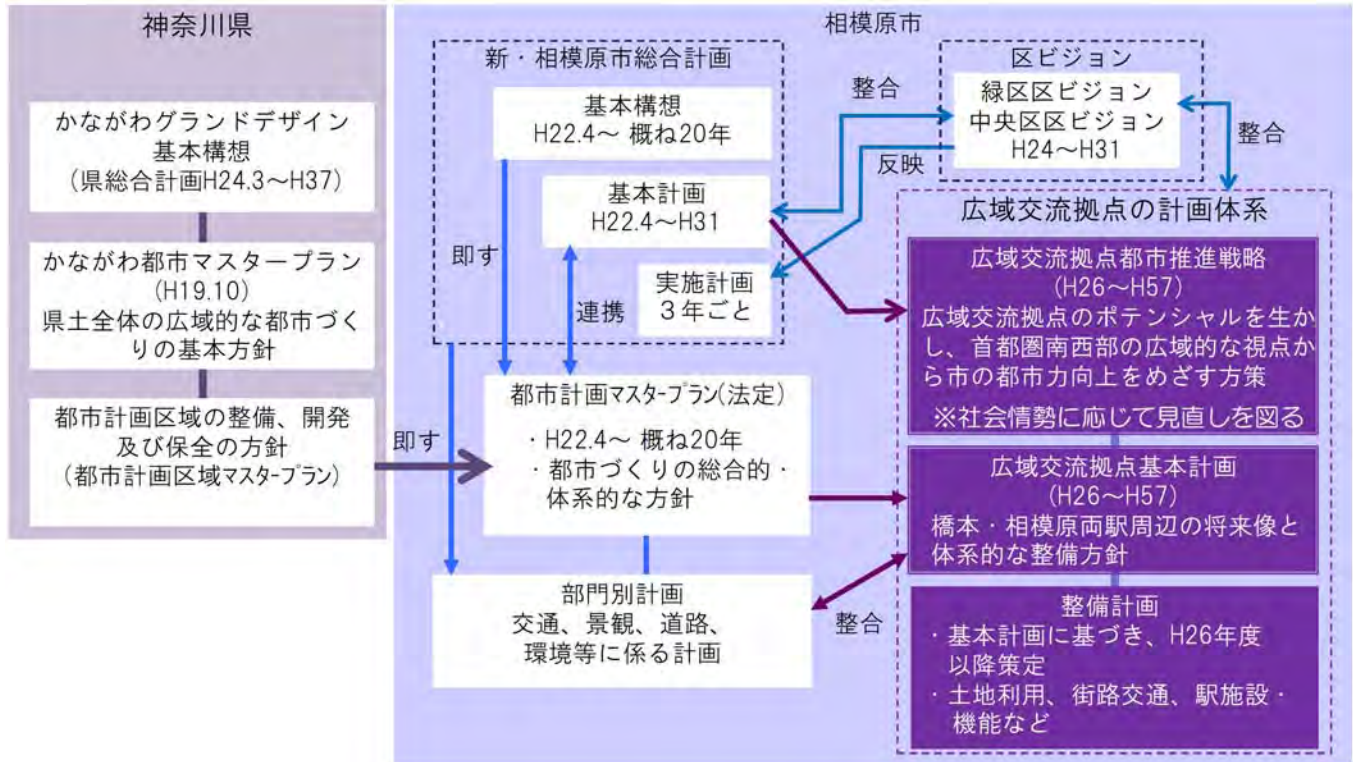 神奈川県
かながわグランドデザイン
基本構想
(県総合計画H24.3～H37)
かながわ都市マスタープラン
(H19.10)
県土全体の広域的な都市づく
りの基本方針
都市計画区域の整備、開発
及び保全の方針
(都市計画区域マスタープラン)
即す
相模原市
新・相模原市総合計画
基本構想
H22.4～ 概ね20年
基本計画
H22.4～H31
実施計画
3年ごと
即す
連携
都市計画マスタープラン(法定)
・H22.4～ 概ね20年
・都市づくりの総合的・
体系的な方針
部門別計画
交通、景観、道路、
環境等に係る計画
整合
反映
区ビジョン
緑区区ビジョン
中央区区ビジョン
H24～H31
整合
広域交流拠点の計画体系
広域交流拠点都市推進戦略
(H26～H57)
広域交流拠点のポテンシャルを生か
し、首都圏南西部の広域的な視点か
ら市の都市力向上をめざす方策
※社会情勢に応じて見直しを図る
広域交流拠点基本計画
(H26～H57)
橋本・相模原両駅周辺の将来像と
体系的な整備方針
整合
整備計画
・基本計画に基づき、H26年度
以降策定
・土地利用、街路交通、駅施設・
機能など